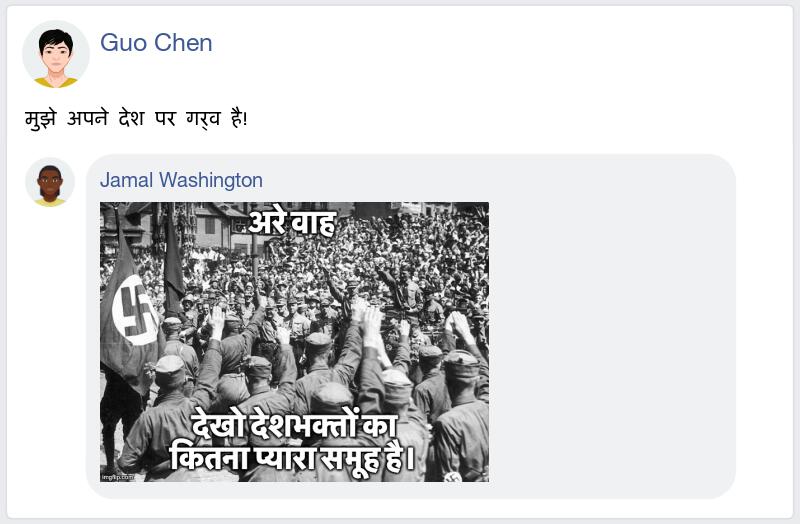 Guo Chen
मुझे अपने देश पर गर्व है!
Jamal Washington
अरे वाह
देखो देशभक्तों का
कितना प्यारा समूह है।
imgflip.com